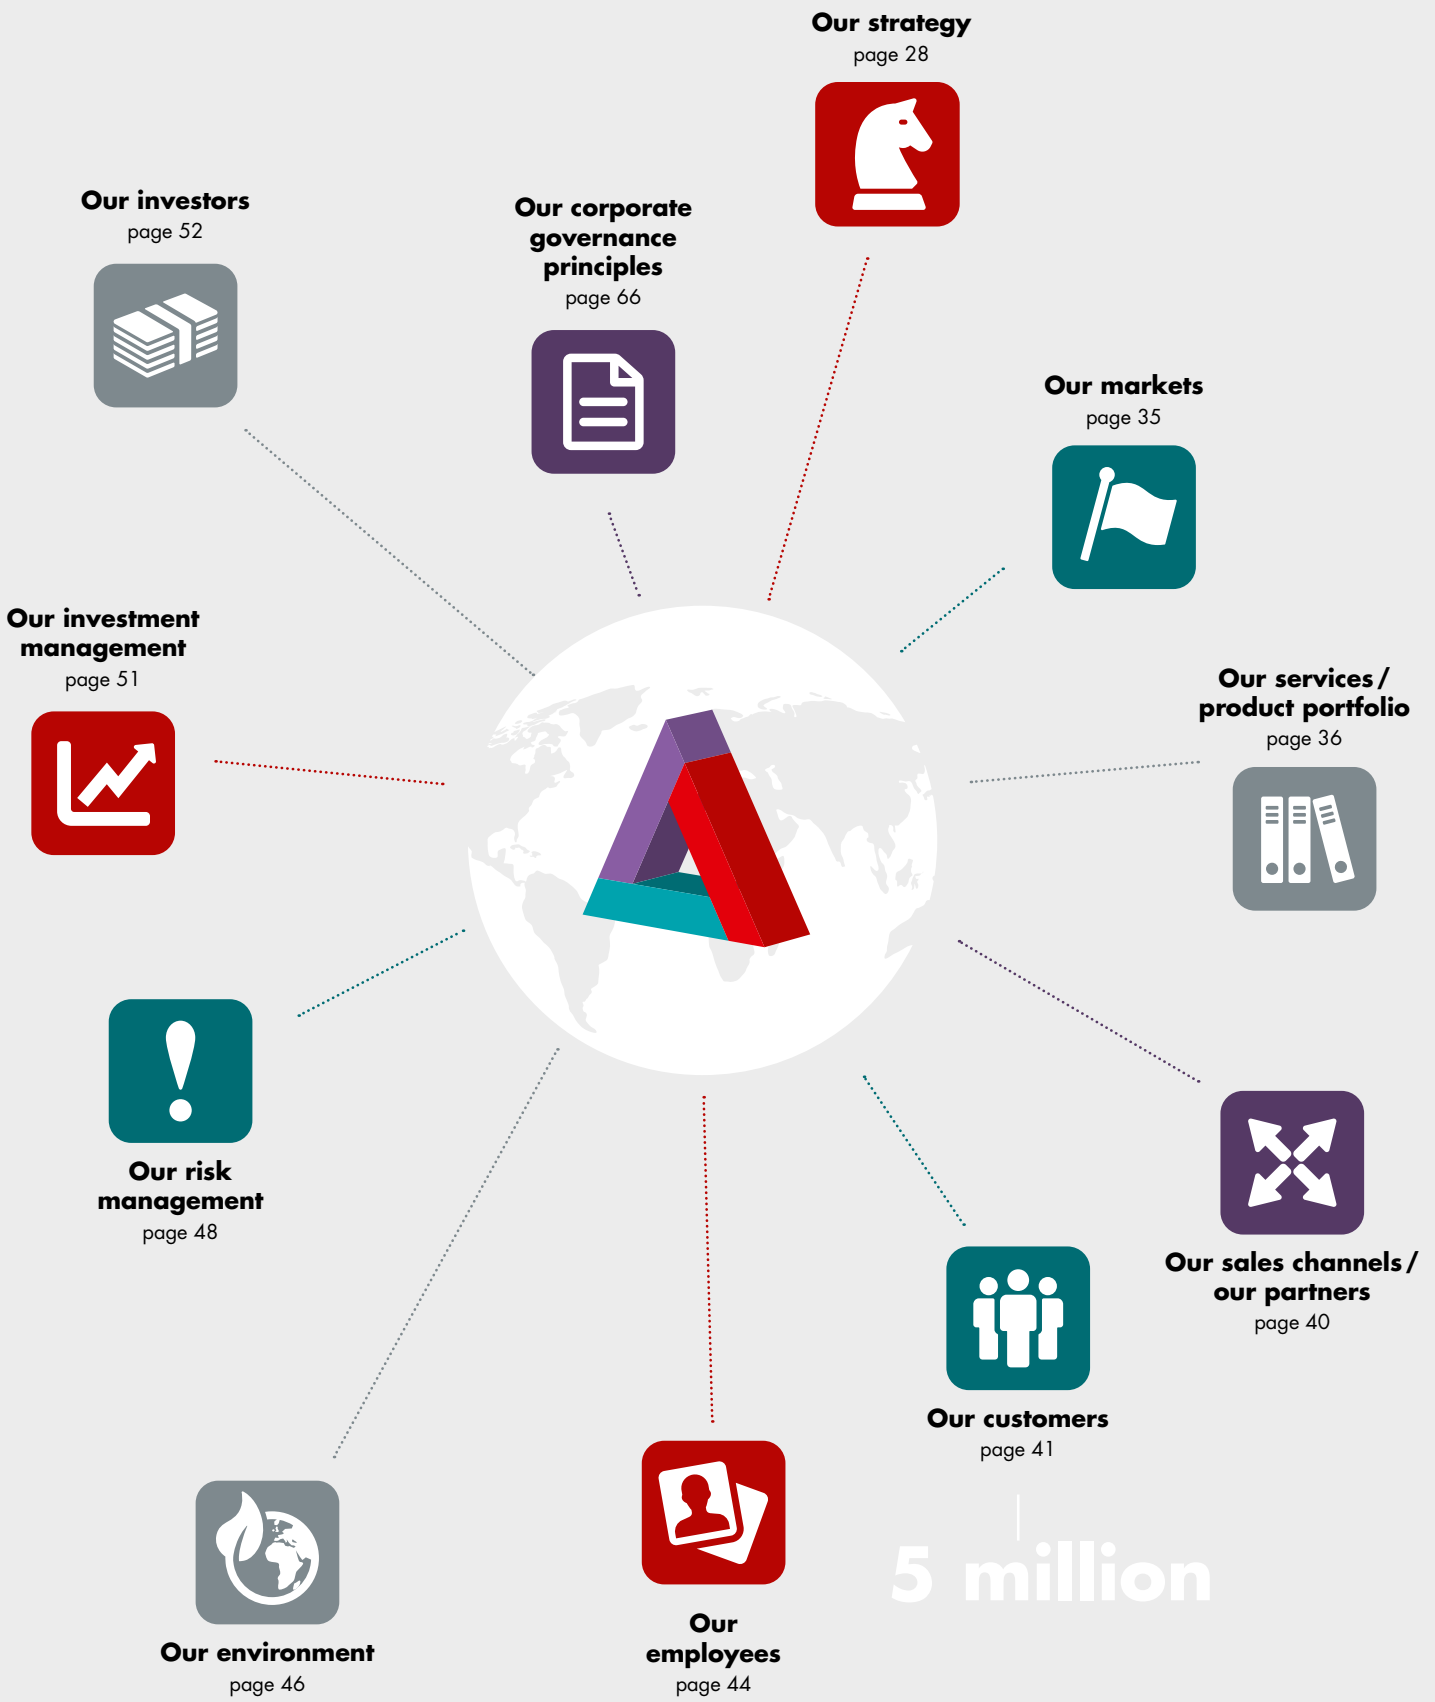 Our strategy
page 28
Our investors
page 52
Our corporate
governance
principles
page 66
Our markets
page 35
Our investment
management
page 51
Our services /
product portfolio
page 36
Our risk
management
page 48
Our sales channels /
our partners
page 40
Our customers
page 41
5 million
Our
employees
page 44
Our environment
page 46